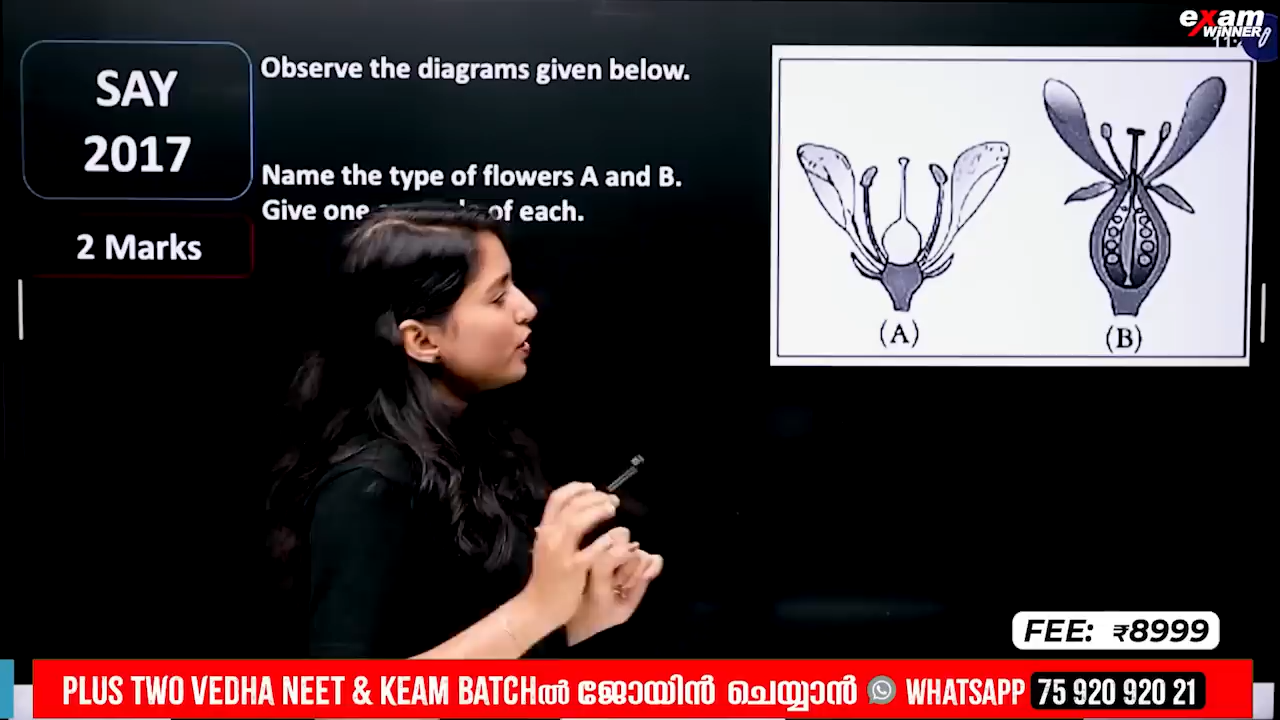 exam
WINNER
SAY
2017
2 Marks
Observe the diagrams given below.
Name the type of flowers A and B.
Give one of each.
(A)
(B)
FEE: ₹8999
PLUS TWO VEDHA NEET & KEAM BATCHൽ ജോയിൻ ചെയ്യാൻ WHATSAPP 75 920 920 21